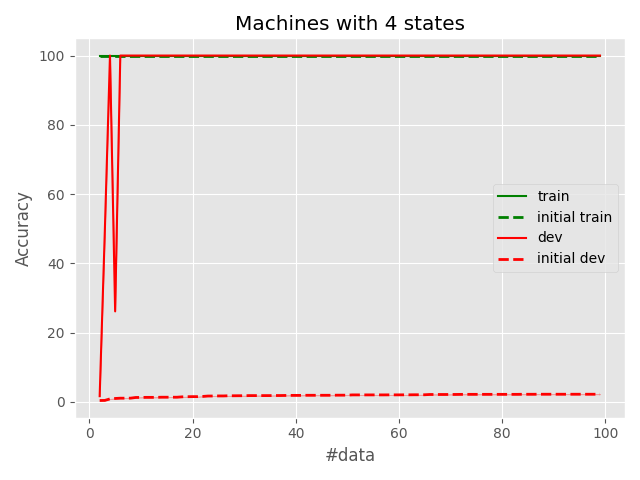 Machines with 4 states
Accuracy
100
80
60
40
20
0
train
initial train
dev
initial dev
0 20 40 60 80 100
#data